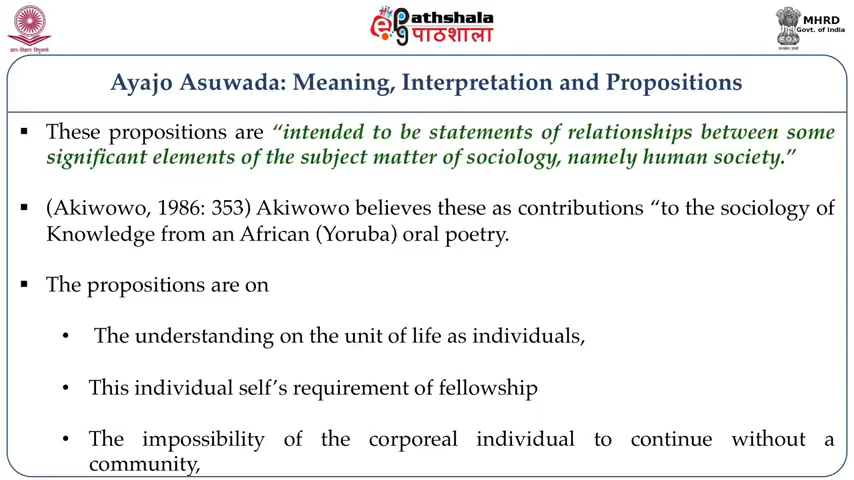 ePathshala
पाठशाला
MHRD
Govt. of India
Ayajo Asuwada: Meaning, Interpretation and Propositions
▪ These propositions are “intended to be statements of relationships between some
significant elements of the subject matter of sociology, namely human society.”
▪ (Akiwowo, 1986: 353) Akiwowo believes these as contributions “to the sociology of
Knowledge from an African (Yoruba) oral poetry.
▪ The propositions are on
• The understanding on the unit of life as individuals,
• This individual self’s requirement of fellowship
• The impossibility of the corporeal individual to continue without a
community,